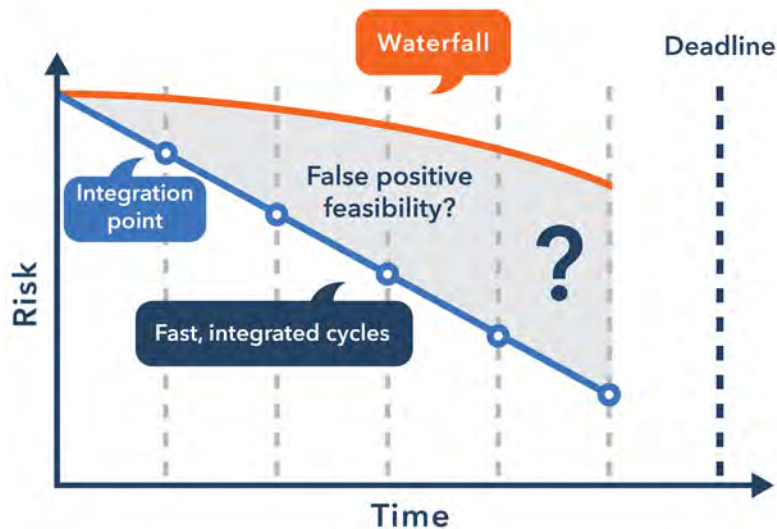 Waterfall
Deadline
Integration
point
False positive
feasibility?
?
Fast, integrated cycles
Risk
Time